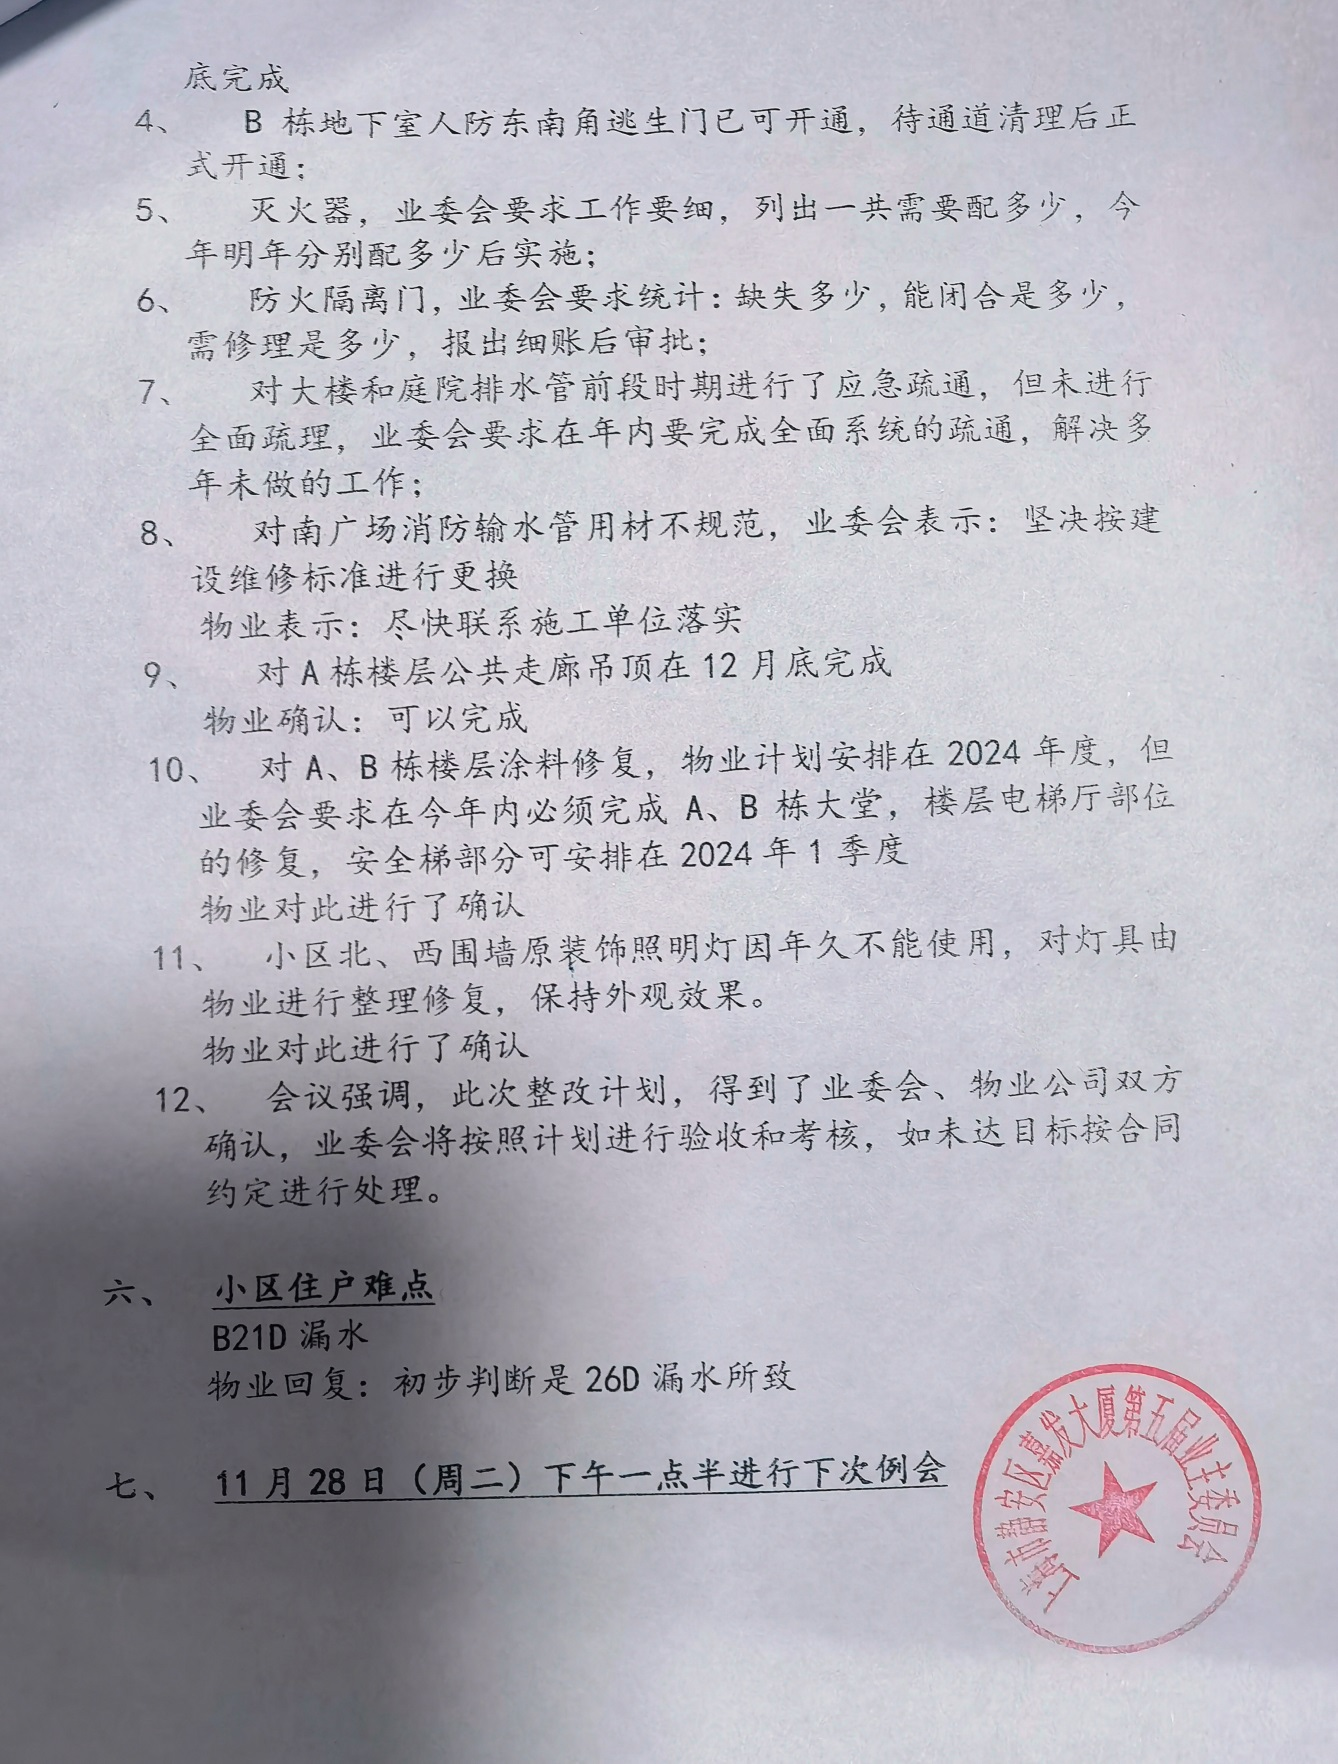 底完成
4、 B 栋地下室人防东南角逃生门已可开通，待通道清理后正
式开通；
5、 灭火器，业委会要求工作要细，列出一共需要配多少，今
年明年分别配多少后实施；
6、 防火隔离门，业委会要求统计：缺失多少，能闭合是多少，
需修理是多少，报出细账后审批；
7、 对大楼和庭院排水管前段时期进行了应急疏通，但未进行
全面疏理，业委会要求在年内要完成全面系统的疏通，解决多
年未做的工作；
8、 对南广场消防输水管用材不规范，业委会表示：坚决按建
设维修标准进行更换
物业表示：尽快联系施工单位落实
9、 对 A 栋楼层公共走廊吊顶在 12 月底完成
物业确认：可以完成
10、 对 A、B 栋楼层涂料修复，物业计划安排在 2024 年度，但
业委会要求在今年内必须完成 A、B 栋大堂，楼层电梯厅部位
的修复，安全梯部分可安排在 2024 年 1 季度
物业对此进行了确认
11、 小区北、西围墙原装饰照明灯因年久不能使用，对灯具由
物业进行整理修复，保持外观效果。
物业对此进行了确认
12、 会议强调，此次整改计划，得到了业委会、物业公司双方
确认，业委会将按照计划进行验收和考核，如未达目标按合同
约定进行处理。
六、 小区住户难点
B21D 漏水
物业回复：初步判断是 26D 漏水所致
七、 11 月 28 日（周二）下午一点半进行下次例会
上海市静安区嘉发大厦第五届业主委员会